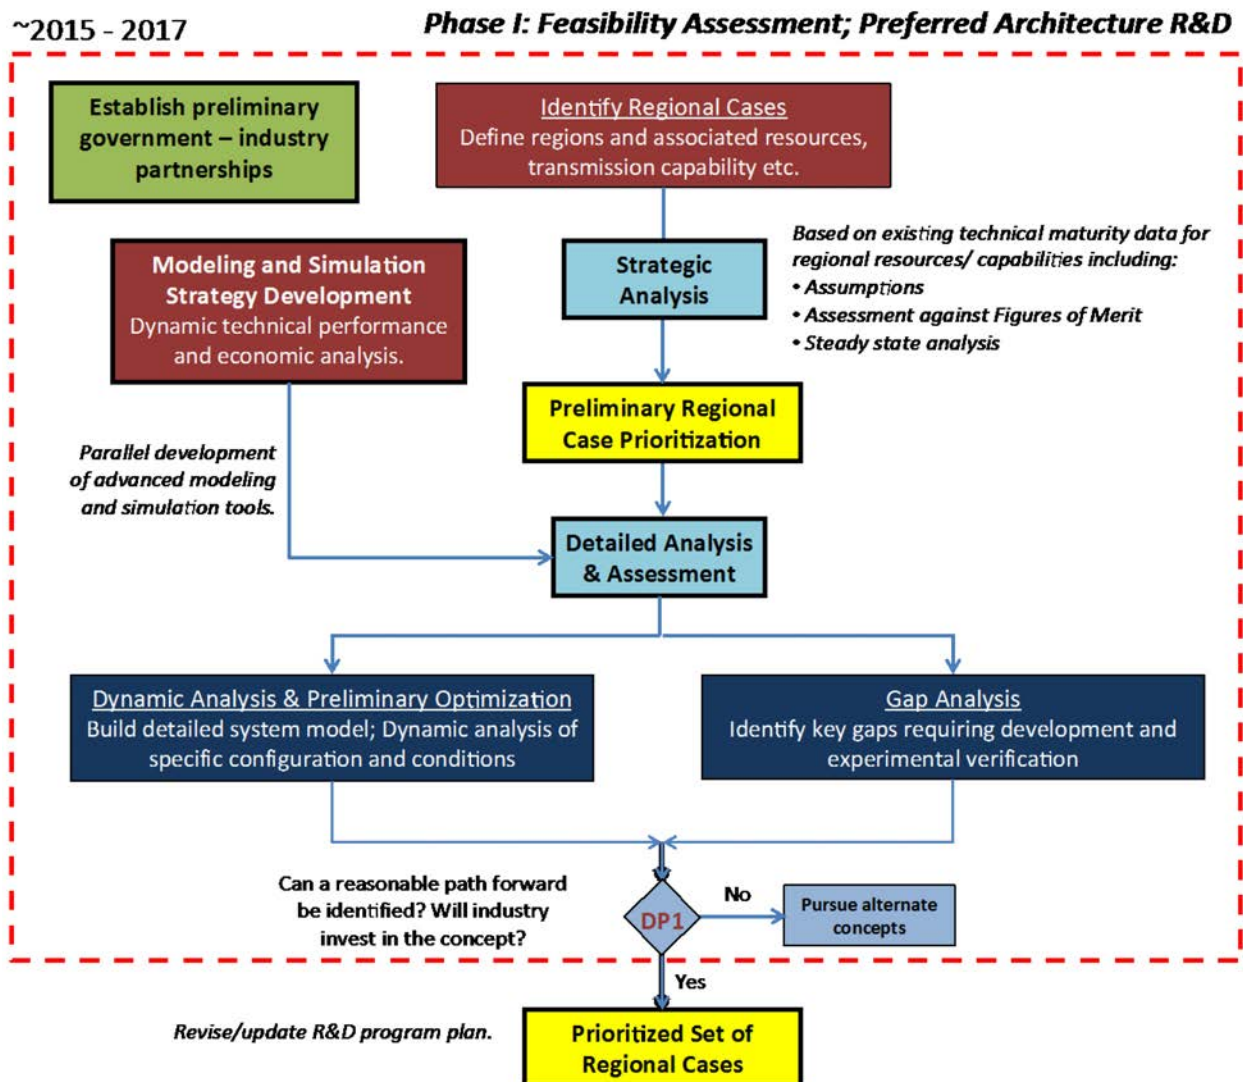 ~2015 - 2017
Phase I: Feasibility Assessment; Preferred Architecture R&D
Establish preliminary
government – industry
partnerships
Identify Regional Cases
Define regions and associated resources,
transmission capability etc.
Modeling and Simulation
Strategy Development
Dynamic technical performance
and economic analysis.
Strategic
Analysis
Based on existing technical maturity data for
regional resources/ capabilities including:
• Assumptions
• Assessment against Figures of Merit
• Steady state analysis
Preliminary Regional
Case Prioritization
Parallel development
of advanced modeling
and simulation tools.
Detailed Analysis
& Assessment
Dynamic Analysis & Preliminary Optimization
Build detailed system model; Dynamic analysis of
specific configuration and conditions
Gap Analysis
Identify key gaps requiring development and
experimental verification
Can a reasonable path forward
be identified? Will industry
invest in the concept?
DP1
No
Pursue alternate
concepts
Yes
Revise/update R&D program plan.
Prioritized Set of
Regional Cases